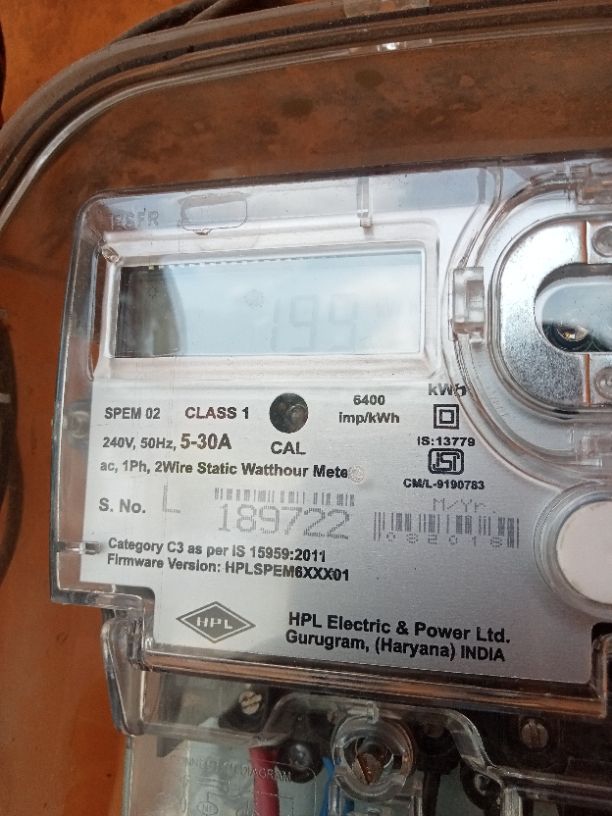 199
kWh
SPEM 02 CLASS 1
6400
imp/kWh
240V, 50Hz, 5-30A
CAL
IS:13779
ac, 1Ph, 2Wire Static Watthour Mete
CM/L-9190783
S. No. L 189722
M/Yr.
082018
Category C3 as per IS 15959:2011
Firmware Version: HPLSPEM6XXX01
HPL
HPL Electric & Power Ltd.
Gurugram, (Haryana) INDIA
DIAGRAM